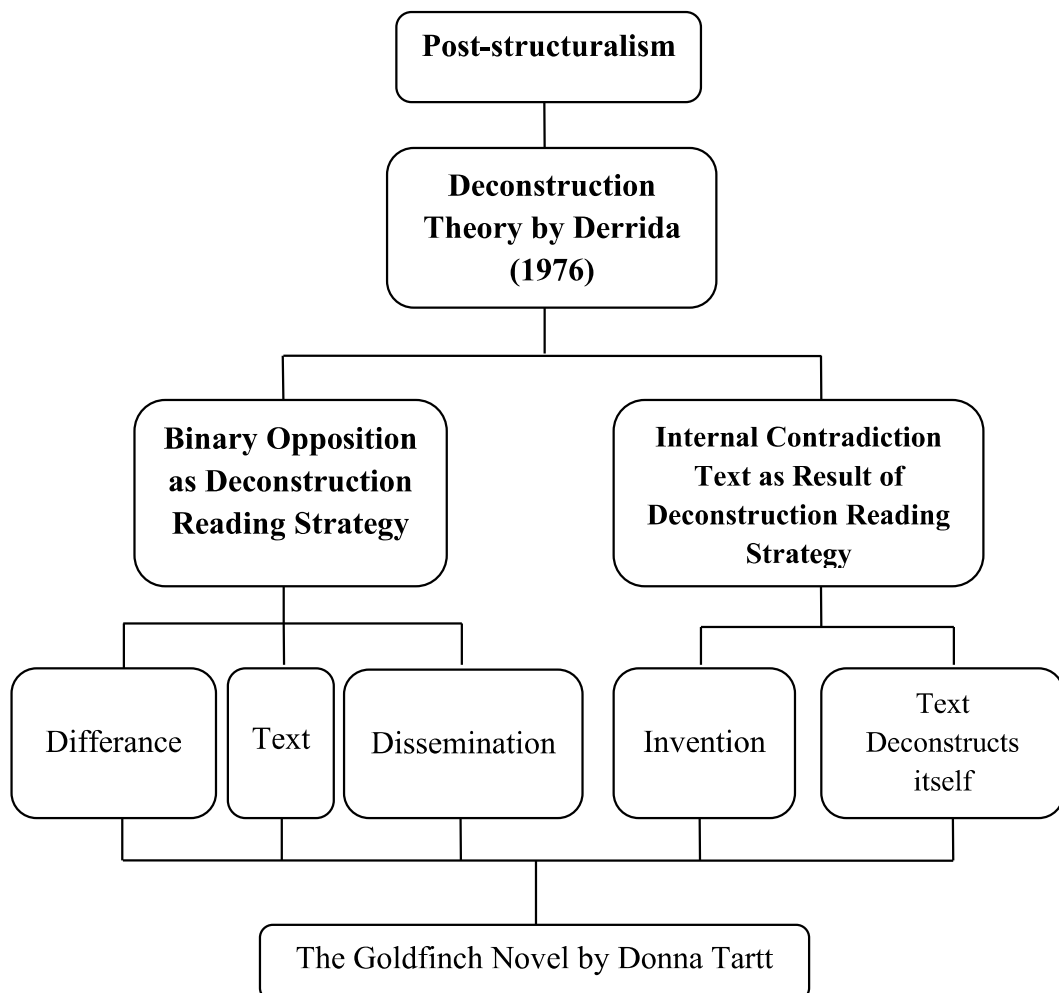 Post-structuralism
Deconstruction
Theory by Derrida
(1976)
Binary Opposition
as Deconstruction
Reading Strategy
Internal Contradiction
Text as Result of
Deconstruction Reading
Strategy
Differance
Text
Dissemination
Invention
Text
Deconstructs
itself
The Goldfinch Novel by Donna Tartt